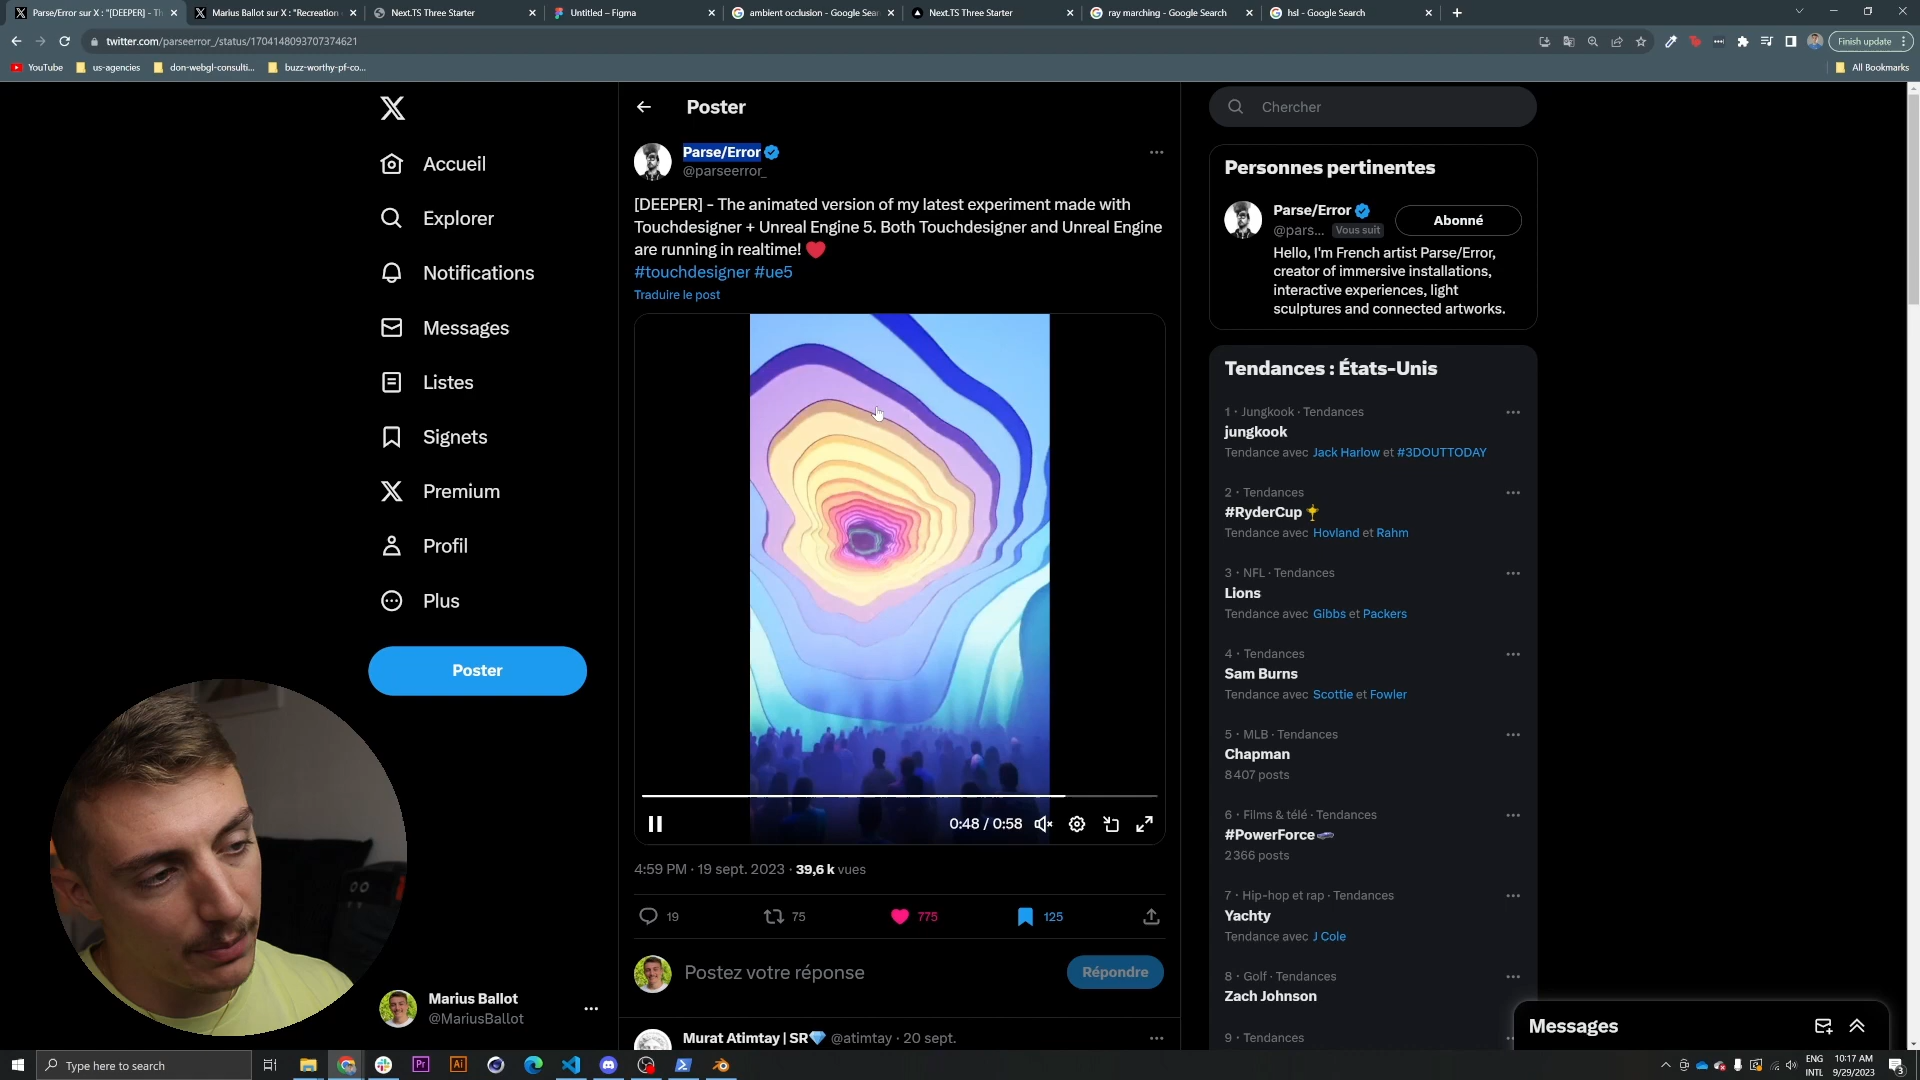 Parse/Error sur X : "[DEEPER] - Th
Marius Ballot sur X : "Recreation
Next.TS Three Starter
Untitled – Figma
ambient occlusion - Google Sear
Next.TS Three Starter
ray marching - Google Search
hsl - Google Search
twitter.com/parseerror_/status/1704148093707374621
Finish update
YouTube
us-agencies
don-webgl-consulti...
buzz-worthy-pf-co...
All Bookmarks
Accueil
Explorer
Notifications
Messages
Listes
Signets
Premium
Profil
Plus
Poster
Marius Ballot
@MariusBallot
Poster
Parse/Error
@parseerror_
[DEEPER] - The animated version of my latest experiment made with
Touchdesigner + Unreal Engine 5. Both Touchdesigner and Unreal Engine
are running in realtime! ❤️
#touchdesigner #ue5
Traduire le post
0:48 / 0:58
4:59 PM · 19 sept. 2023 · 39,6 k vues
19
75
775
125
Postez votre réponse
Répondre
Murat Atimtay | SR💎 @atimtay · 20 sept.
Chercher
Personnes pertinentes
Parse/Error
Abonné
@pars... Vous suit
Hello, I'm French artist Parse/Error,
creator of immersive installations,
interactive experiences, light
sculptures and connected artworks.
Tendances : États-Unis
1 · Jungkook · Tendances
jungkook
Tendance avec Jack Harlow et #3DOUTTODAY
2 · Tendances
#RyderCup
Tendance avec Hovland et Rahm
3 · NFL · Tendances
Lions
Tendance avec Gibbs et Packers
4 · Tendances
Sam Burns
Tendance avec Scottie et Fowler
5 · MLB · Tendances
Chapman
8 407 posts
6 · Films & télé · Tendances
#PowerForce
2 366 posts
7 · Hip-hop et rap · Tendances
Yachty
Tendance avec J Cole
8 · Golf · Tendances
Zach Johnson
9 · Tendances
Messages
Type here to search
Pr
Ai
ENG
INTL
10:17 AM
9/29/2023
3